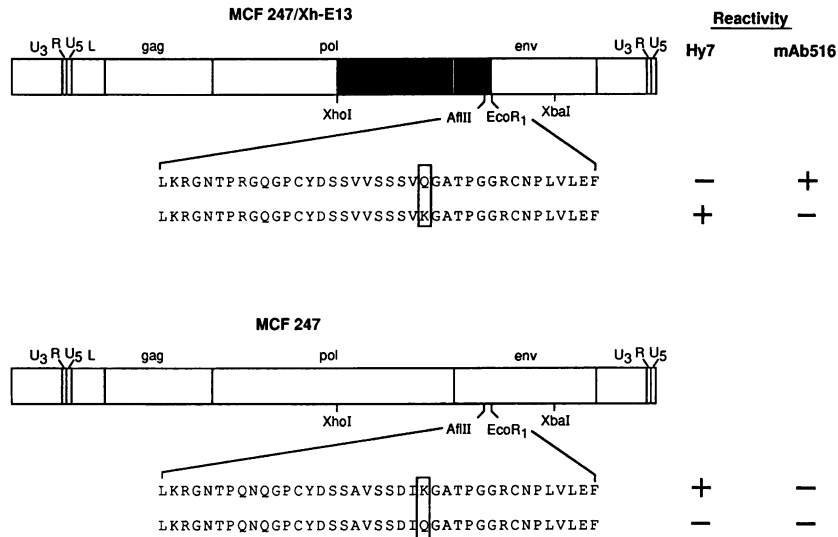 MCF 247/Xh-E13
Reactivity
Hy7 mAb516
U3 R U5 L gag pol env U3 R U5
XhoI AflII EcoR1 XbaI
LKRGNTPRGQGPCYDSSVVSSSVQGATPGGRCNPLVLEF − +
LKRGNTPRGQGPCYDSSVVSSSVKGATPGGRCNPLVLEF + −
MCF 247
U3 R U5 L gag pol env U3 R U5
XhoI AflII EcoR1 XbaI
LKRGNTPQNQGPCYDSSAVSSDIKGATPGGRCNPLVLEF + −
LKRGNTPQNQGPCYDSSAVSSDIQGATPGGRCNPLVLEF − −